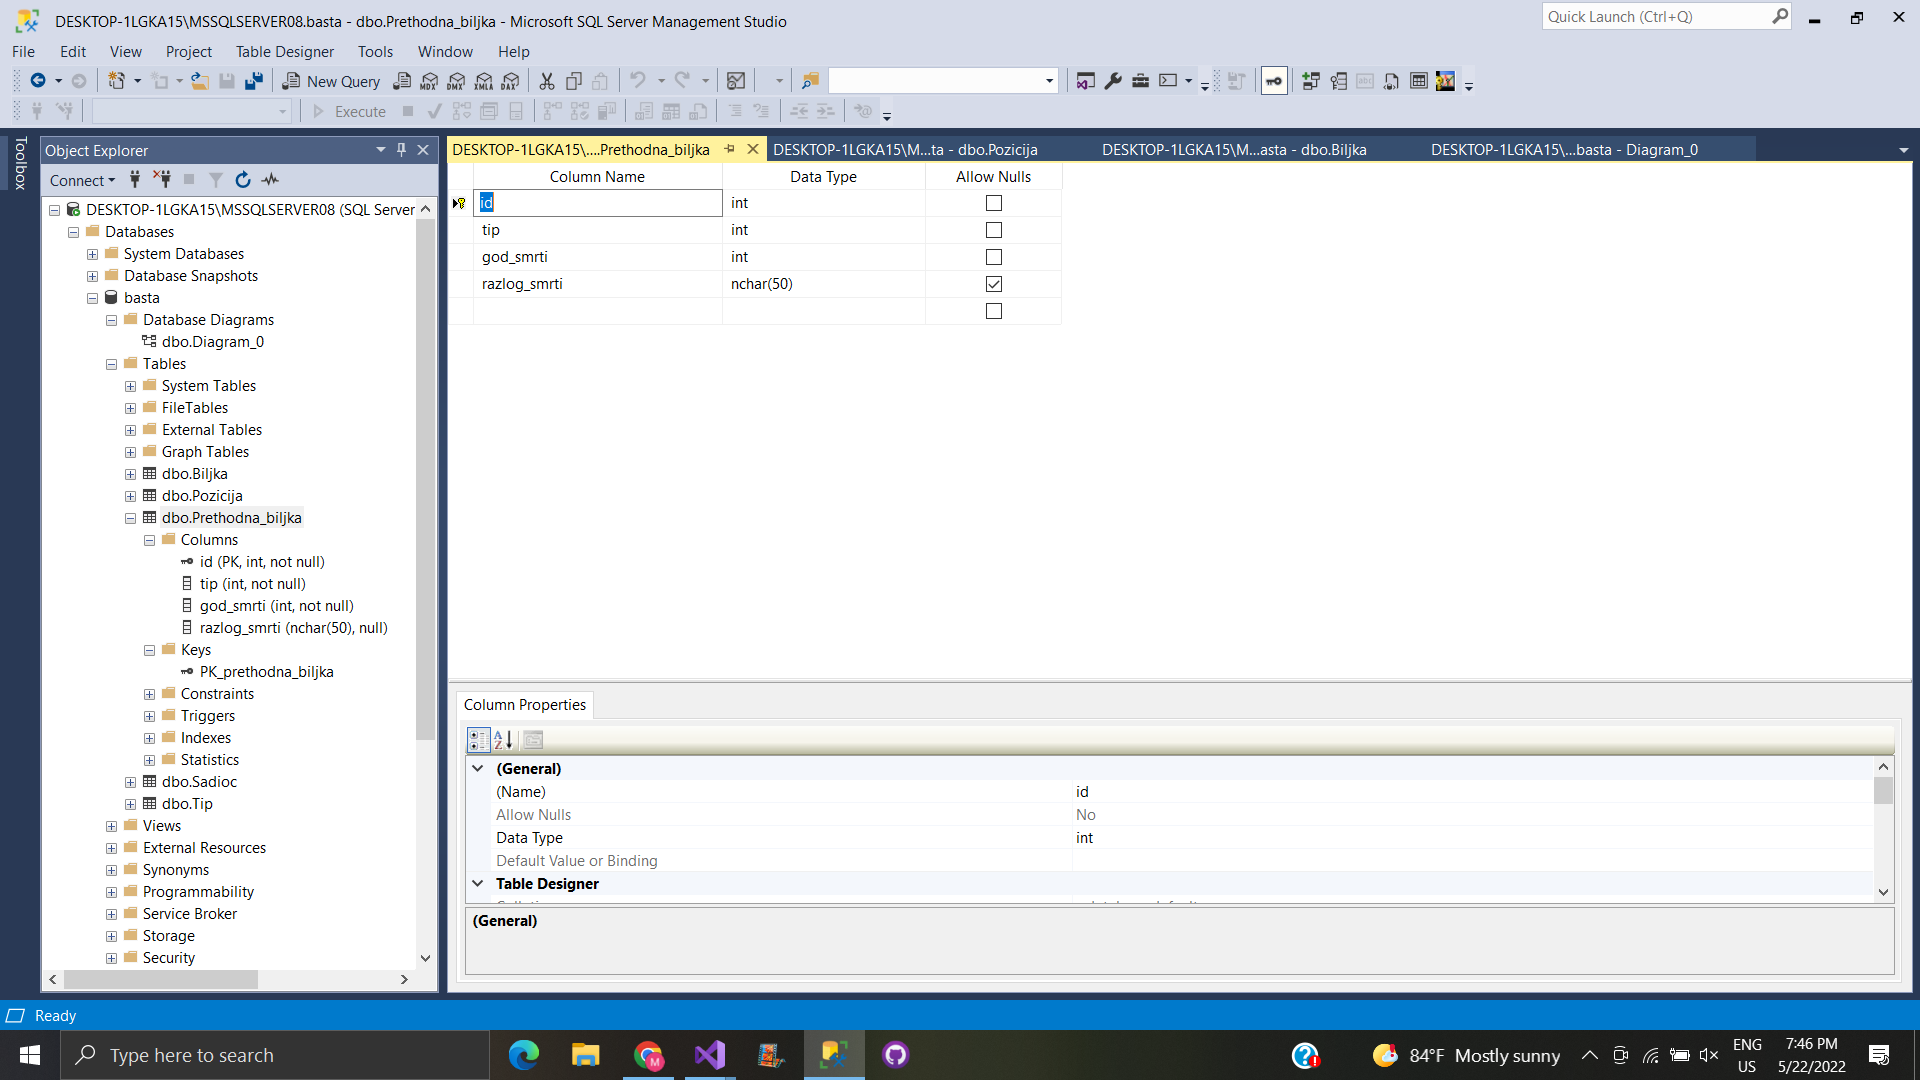 DESKTOP-1LGKA15\MSSQLSERVER08.basta - dbo.Prethodna_biljka - Microsoft SQL Server Management Studio
Quick Launch (Ctrl+Q)
File Edit View Project Table Designer Tools Window Help
New Query
MDX DMX XMLA DAX
Execute
Toolbox
Object Explorer
Connect
DESKTOP-1LGKA15\MSSQLSERVER08 (SQL Server
Databases
System Databases
Database Snapshots
basta
Database Diagrams
dbo.Diagram_0
Tables
System Tables
FileTables
External Tables
Graph Tables
dbo.Biljka
dbo.Pozicija
dbo.Prethodna_biljka
Columns
id (PK, int, not null)
tip (int, not null)
god_smrti (int, not null)
razlog_smrti (nchar(50), null)
Keys
PK_prethodna_biljka
Constraints
Triggers
Indexes
Statistics
dbo.Sadioc
dbo.Tip
Views
External Resources
Synonyms
Programmability
Service Broker
Storage
Security
DESKTOP-1LGKA15\....Prethodna_biljka DESKTOP-1LGKA15\M...ta - dbo.Pozicija DESKTOP-1LGKA15\M...asta - dbo.Biljka DESKTOP-1LGKA15\...basta - Diagram_0
Column Name Data Type Allow Nulls
id int
tip int
god_smrti int
razlog_smrti nchar(50)
Column Properties
(General)
(Name) id
Allow Nulls No
Data Type int
Default Value or Binding
Table Designer
(General)
Ready
Type here to search
84°F Mostly sunny
ENG
US
7:46 PM
5/22/2022